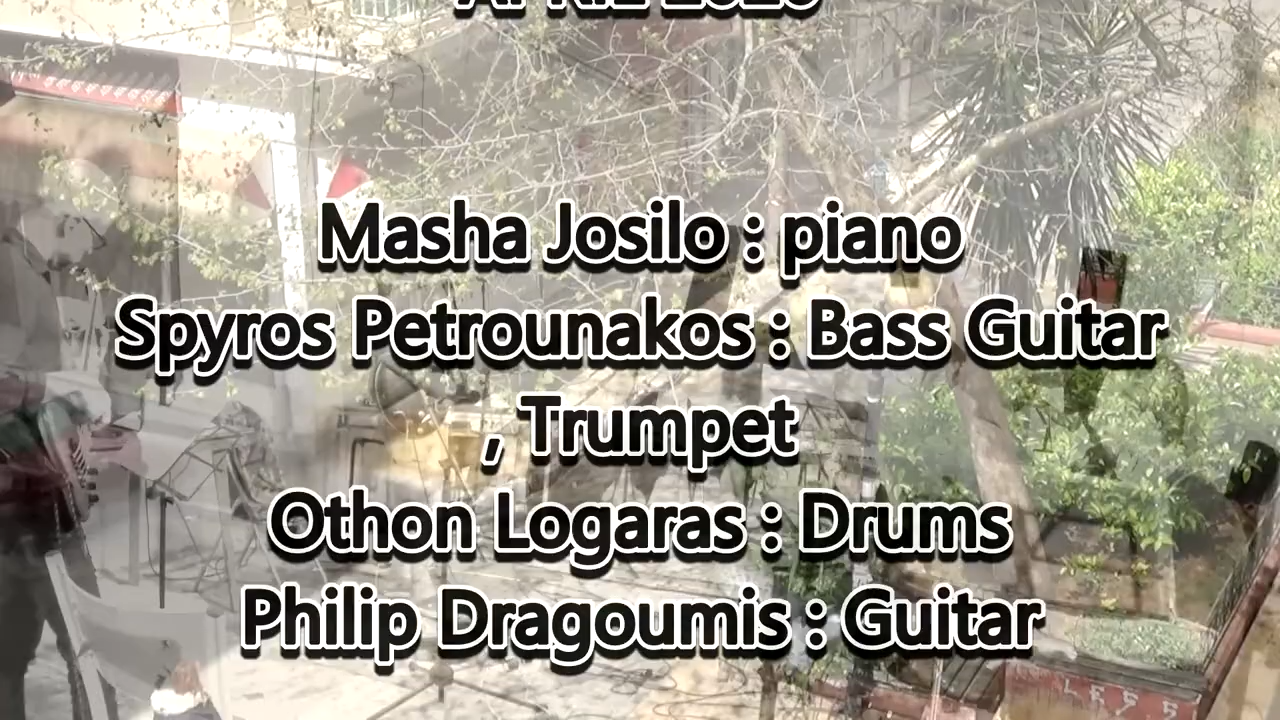 Masha Josilo : piano
Spyros Petrounakos : Bass Guitar
, Trumpet
Othon Logaras : Drums
Philip Dragoumis : Guitar